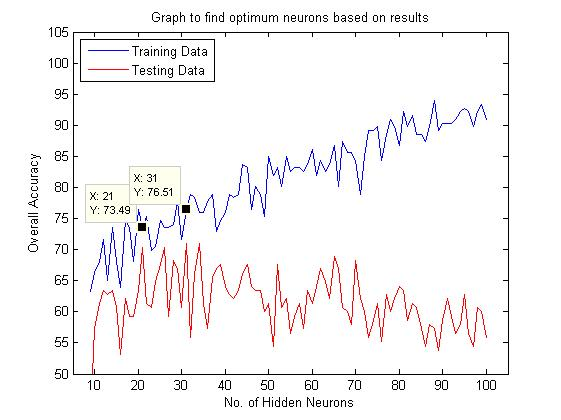 Graph to find optimum neurons based on results
105
100
95
90
85
80
75
70
65
60
55
50
Overall Accuracy
Training Data
Testing Data
X: 31
Y: 76.51
X: 21
Y: 73.49
10 20 30 40 50 60 70 80 90 100
No. of Hidden Neurons